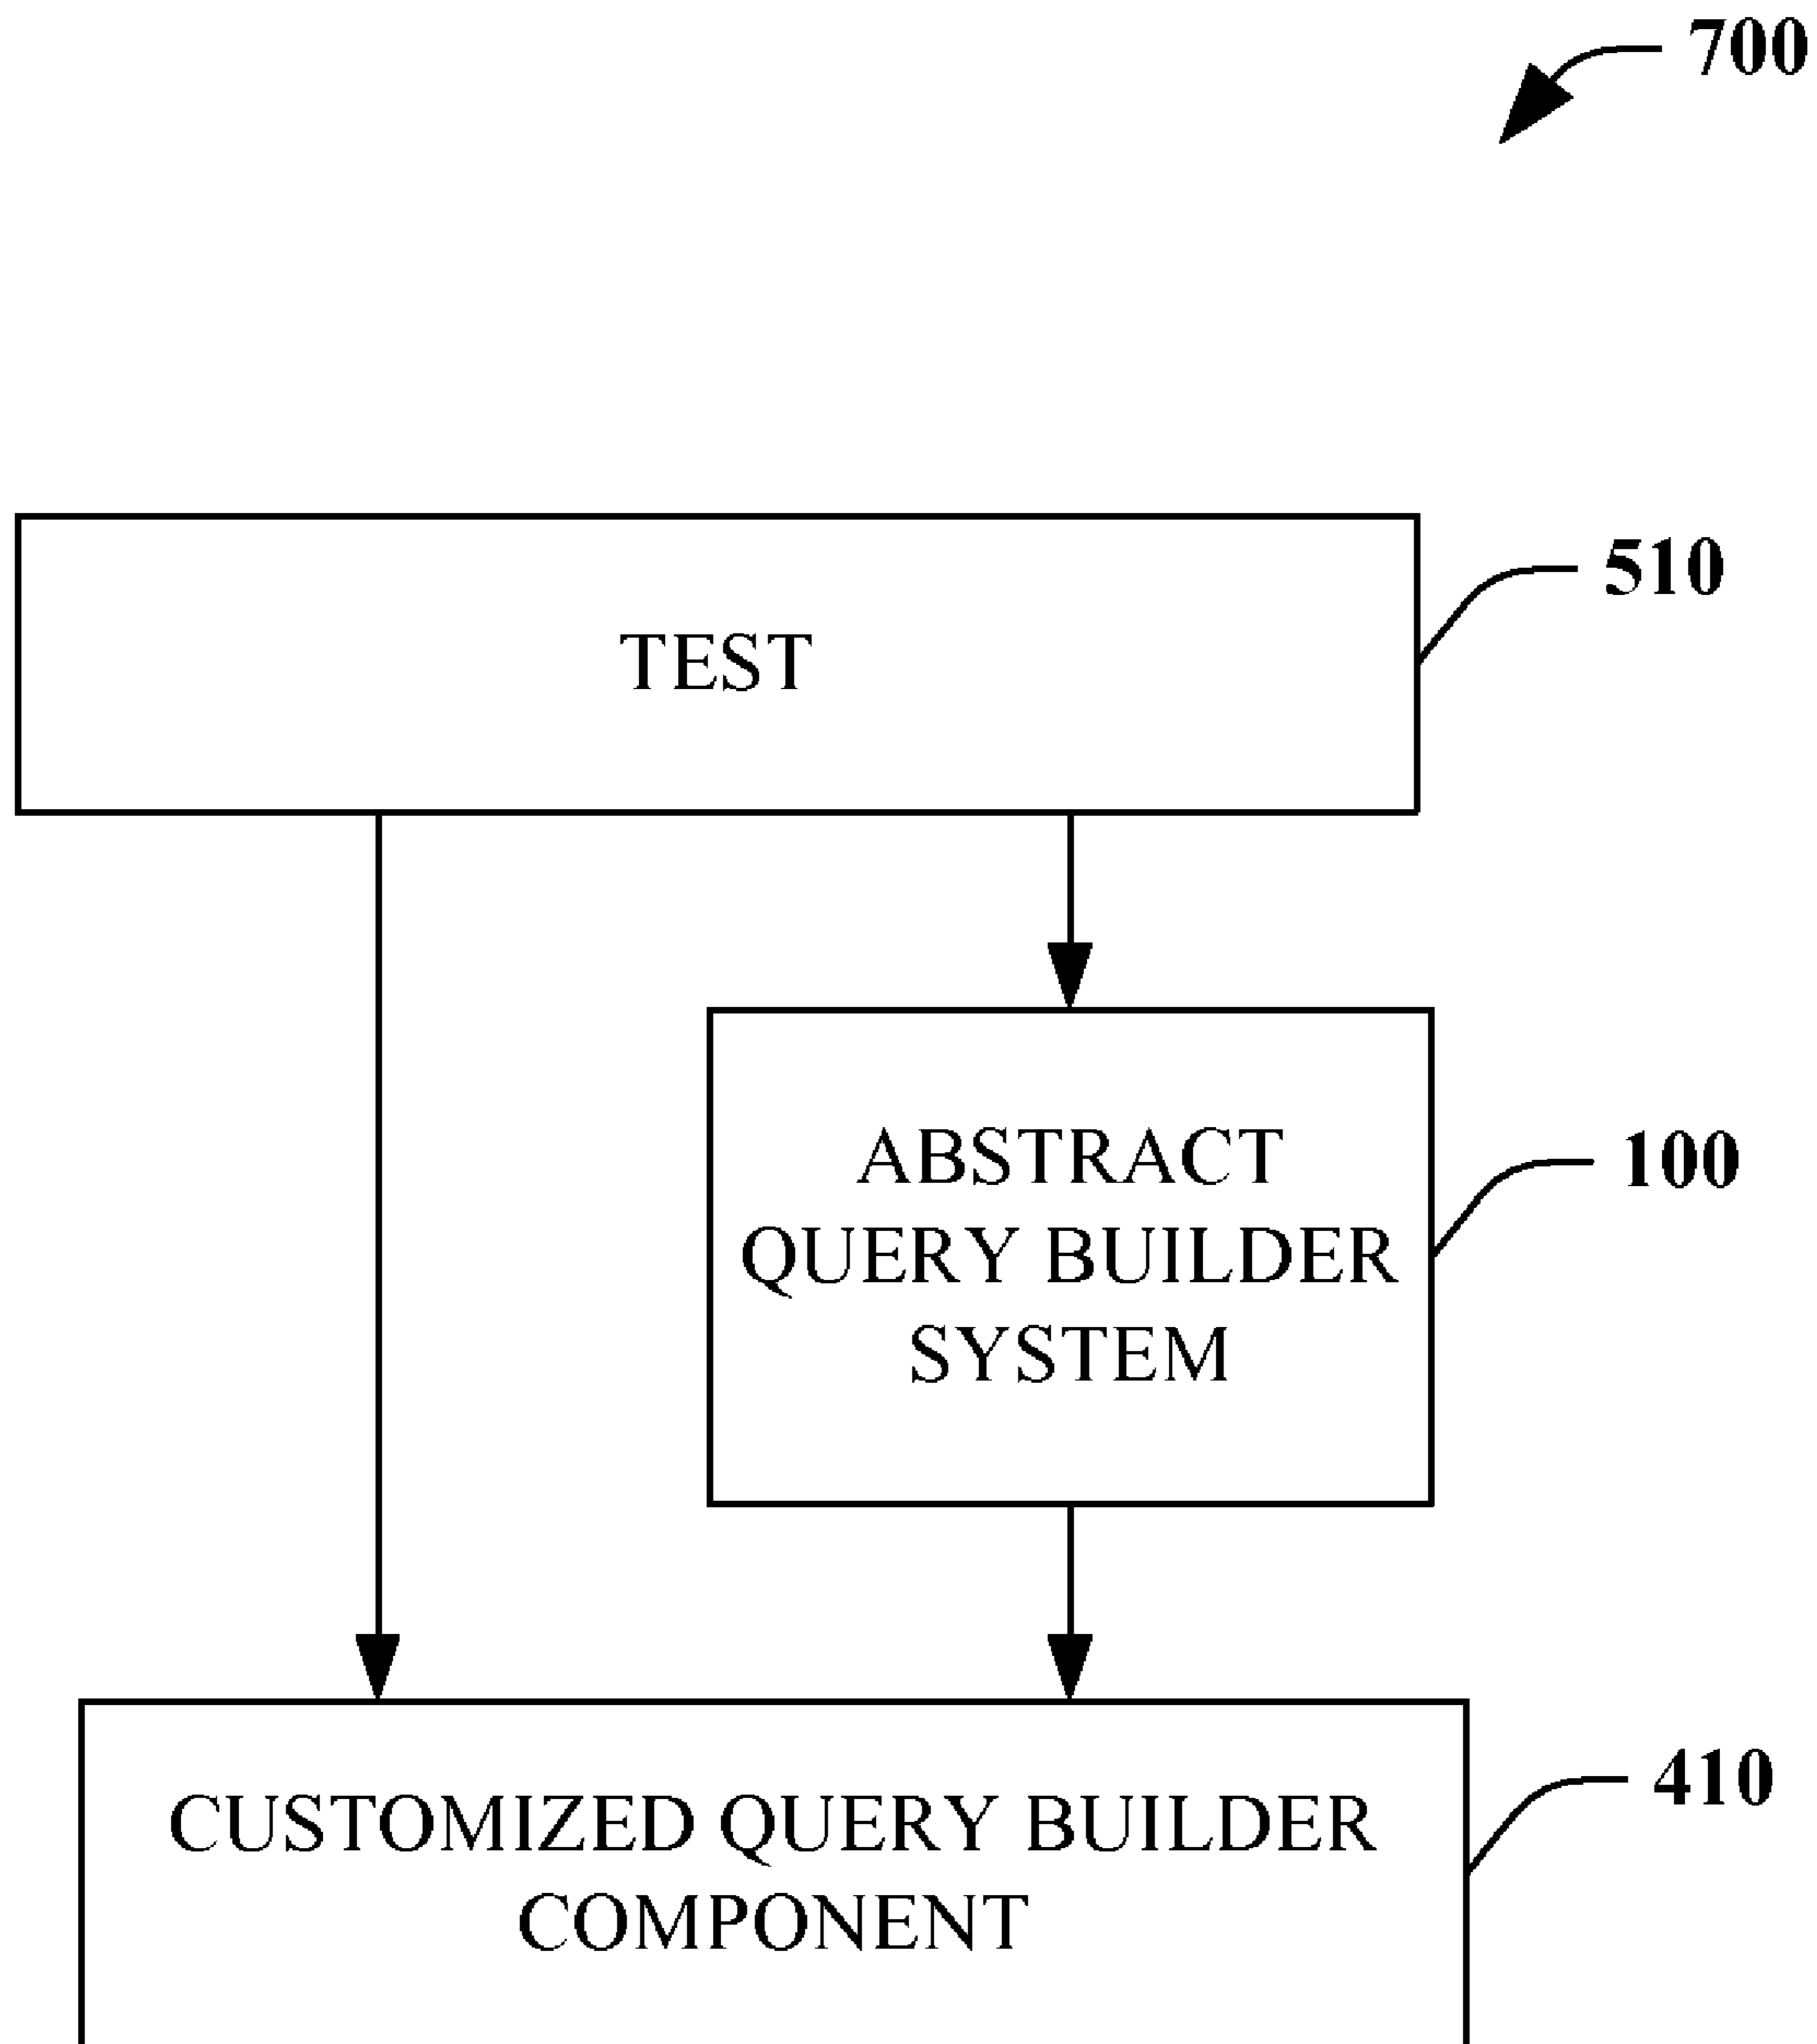 700
510
TEST
ABSTRACT
100
QUERY BUILDER
SYSTEM
410
CUSTOMIZED QUERY BUILDER
COMPONENT